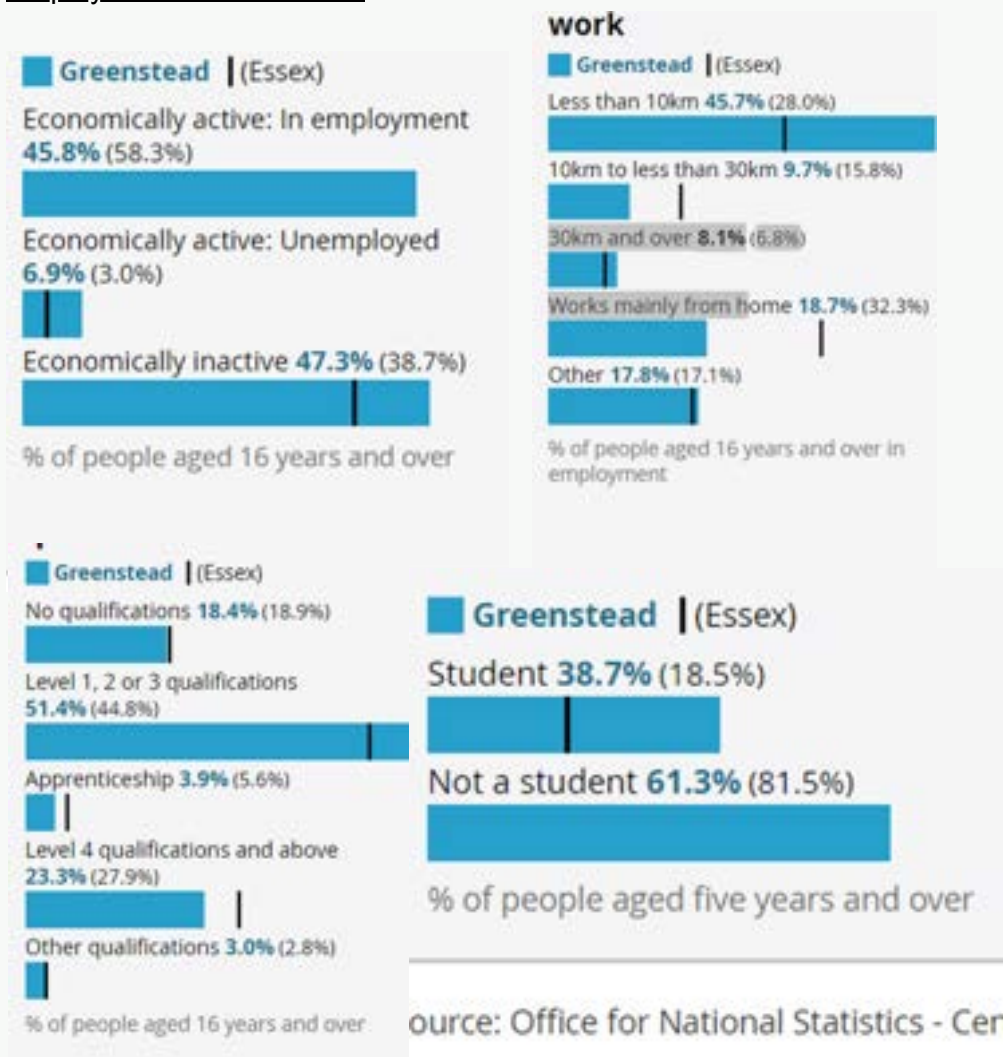 Greenstead (Essex)
Economically active: In employment
45.8% (58.3%)
Economically active: Unemployed
6.9% (3.0%)
Economically inactive 47.3% (38.7%)
% of people aged 16 years and over
work
Greenstead (Essex)
Less than 10km 45.7% (28.0%)
10km to less than 30km 9.7% (15.8%)
30km and over 8.1% (6.8%)
Works mainly from home 18.7% (32.3%)
Other 17.8% (17.1%)
% of people aged 16 years and over in
employment
Greenstead (Essex)
No qualifications 18.4% (18.9%)
Level 1, 2 or 3 qualifications
51.4% (44.8%)
Apprenticeship 3.9% (5.6%)
Level 4 qualifications and above
23.3% (27.9%)
Other qualifications 3.0% (2.8%)
% of people aged 16 years and over
Greenstead (Essex)
Student 38.7% (18.5%)
Not a student 61.3% (81.5%)
% of people aged five years and over
ource: Office for National Statistics - Cen